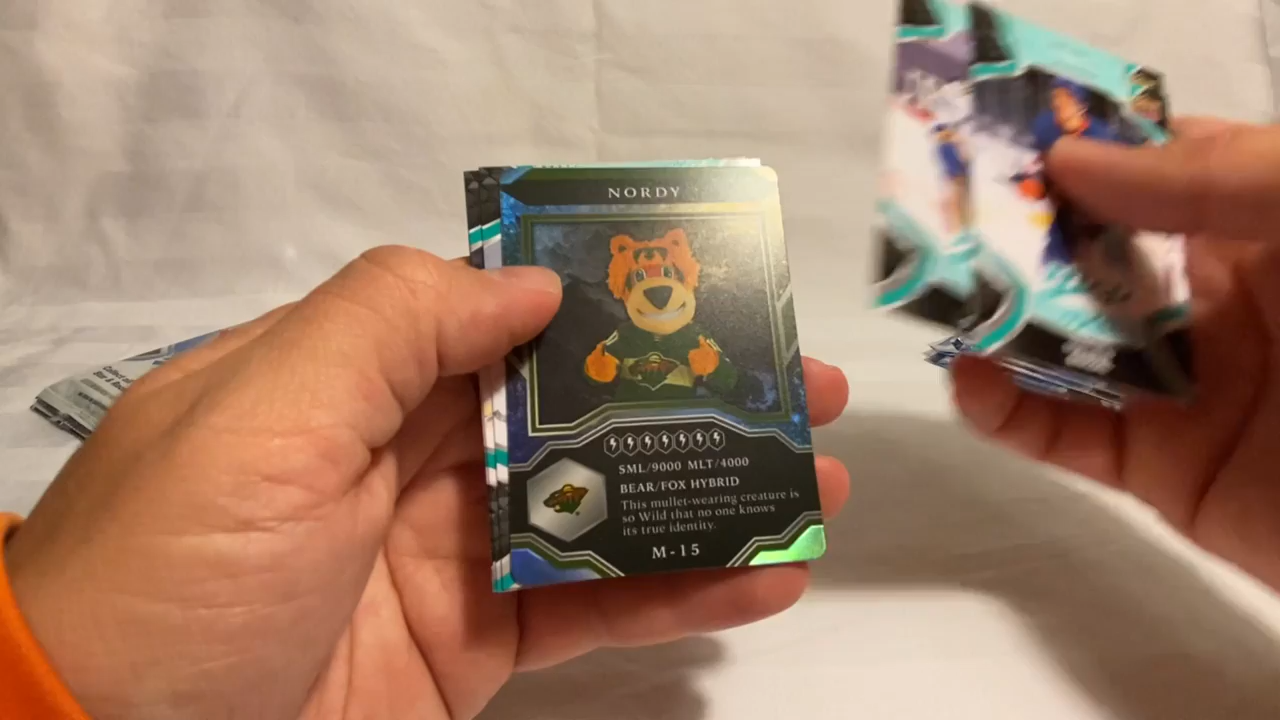 NORDY
SML/9000 MLT/4000
BEAR/FOX HYBRID
This mullet-wearing creature is
so Wild that no one knows
its true identity.
M-15